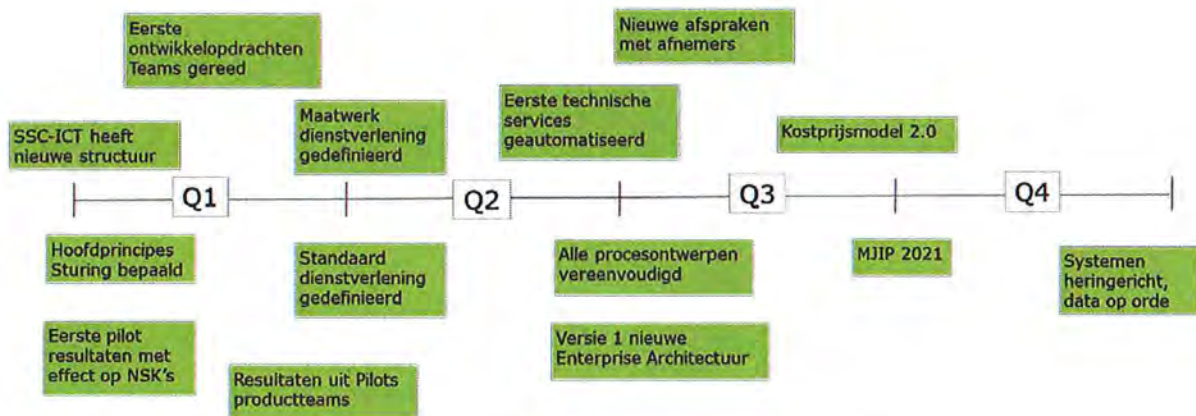 Eerste
ontwikkelopdrachten
Teams gereed
Nieuwe afspraken
met afnemers
SSC-ICT heeft
nieuwe structuur
Maatwerk
dienstverlening
gedefinieerd
Eerste technische
services
geautomatiseerd
Kostprijsmodel 2.0
Q1
Q2
Q3
Q4
Hoofdprincipes
Sturing bepaald
Standaard
dienstverlening
gedefinieerd
Alle procesontwerpen
vereenvoudigd
MJIP 2021
Systemen
heringericht,
data op orde
Eerste pilot
resultaten met
effect op NSK's
Resultaten uit Pilots
productteams
Versie 1 nieuwe
Enterprise Architectuur